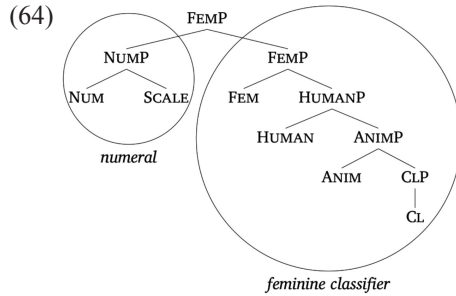 (64)
FEMP
NUMP FEMP
NUM SCALE FEM HUMANP
HUMAN ANIMP
numeral
ANIM CLP
CL
feminine classifier